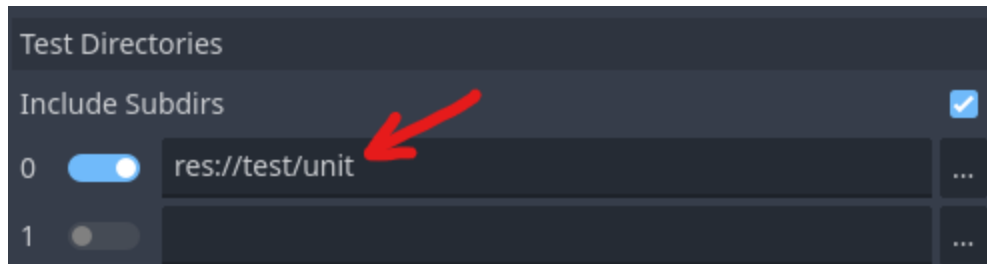 Test Directories
Include Subdirs
0 res://test/unit ...
1 ...